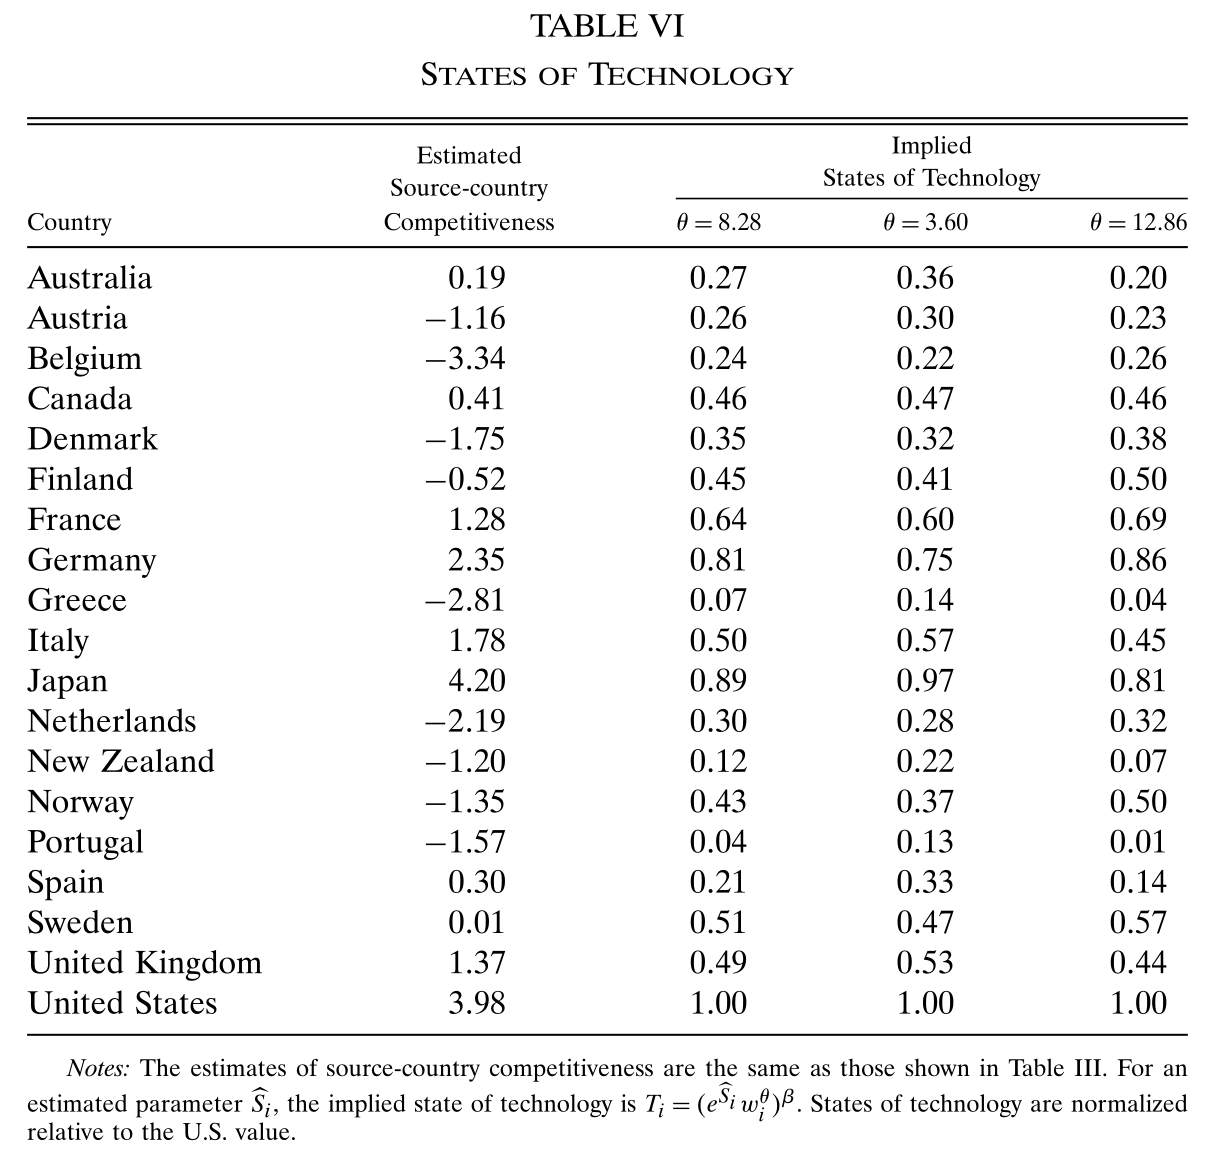 TABLE VI
STATES OF TECHNOLOGY
Estimated Source-country Competitiveness
Implied States of Technology
Country θ = 8.28 θ = 3.60 θ = 12.86
Australia 0.19 0.27 0.36 0.20
Austria −1.16 0.26 0.30 0.23
Belgium −3.34 0.24 0.22 0.26
Canada 0.41 0.46 0.47 0.46
Denmark −1.75 0.35 0.32 0.38
Finland −0.52 0.45 0.41 0.50
France 1.28 0.64 0.60 0.69
Germany 2.35 0.81 0.75 0.86
Greece −2.81 0.07 0.14 0.04
Italy 1.78 0.50 0.57 0.45
Japan 4.20 0.89 0.97 0.81
Netherlands −2.19 0.30 0.28 0.32
New Zealand −1.20 0.12 0.22 0.07
Norway −1.35 0.43 0.37 0.50
Portugal −1.57 0.04 0.13 0.01
Spain 0.30 0.21 0.33 0.14
Sweden 0.01 0.51 0.47 0.57
United Kingdom 1.37 0.49 0.53 0.44
United States 3.98 1.00 1.00 1.00
Notes: The estimates of source-country competitiveness are the same as those shown in Table III. For an
estimated parameter Ŝ_i, the implied state of technology is T_i = (e^{Ŝ_i} w_i^θ)^β. States of technology are normalized
relative to the U.S. value.